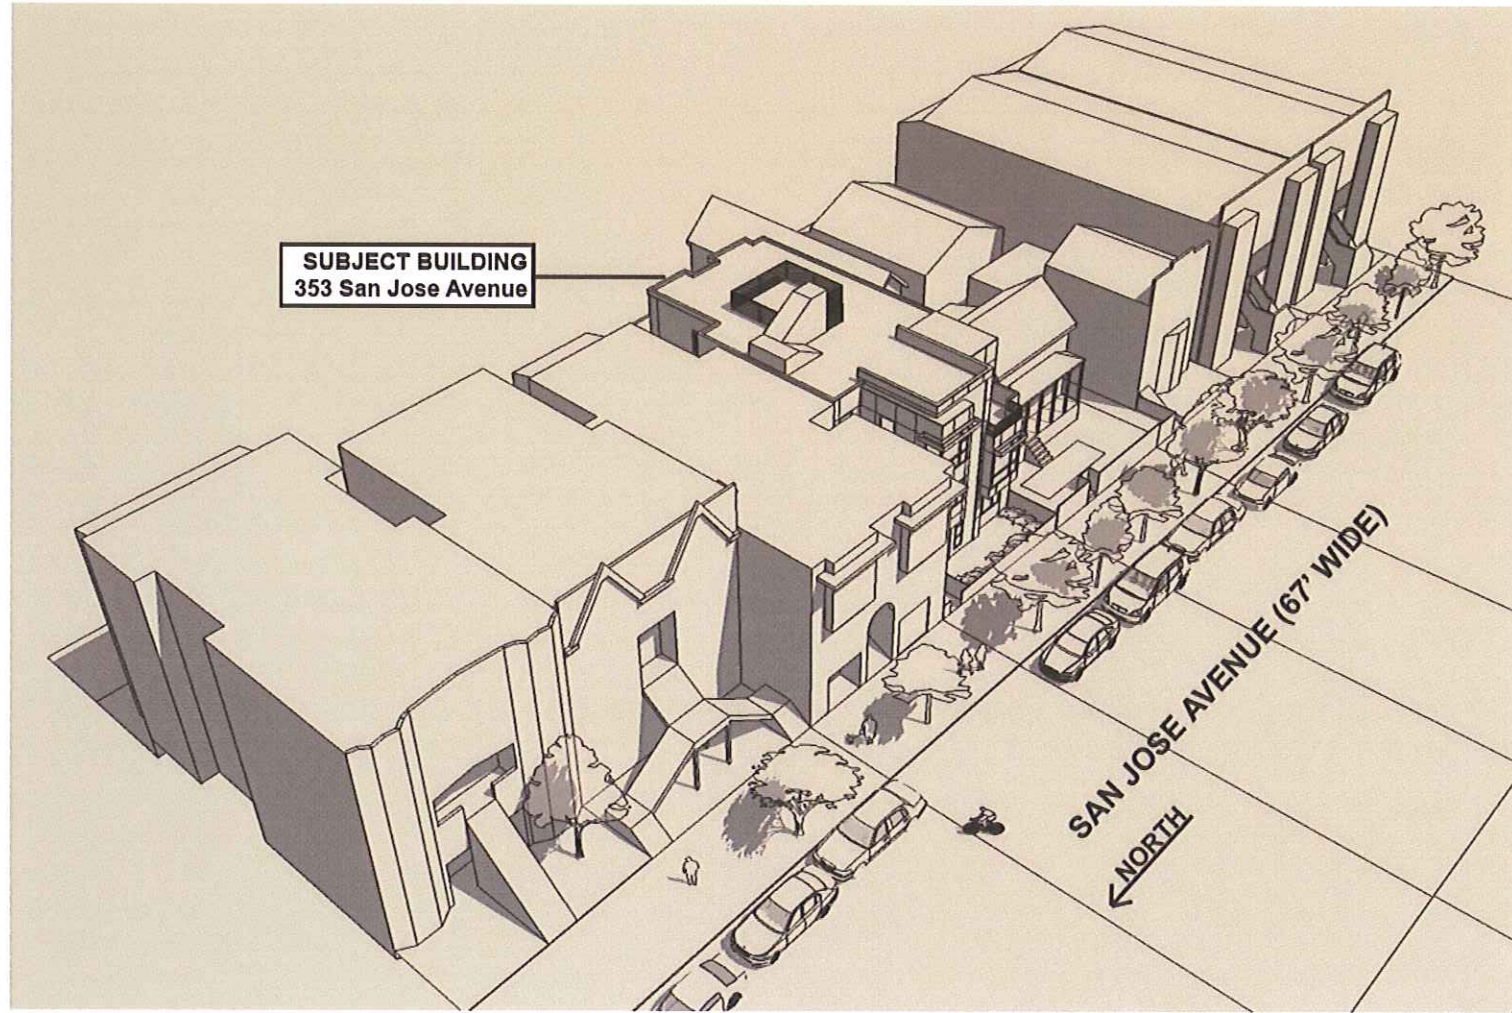 SUBJECT BUILDING
353 San Jose Avenue
SAN JOSE AVENUE (67' WIDE)
NORTH